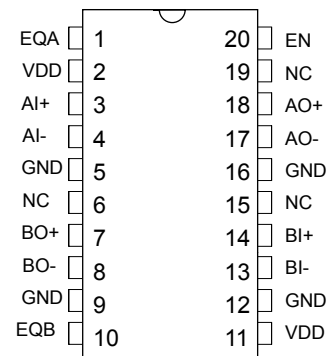 EQA 1 20 EN
VDD 2 19 NC
AI+ 3 18 AO+
AI- 4 17 AO-
GND 5 16 GND
NC 6 15 NC
BO+ 7 14 BI+
BO- 8 13 BI-
GND 9 12 GND
EQB 10 11 VDD